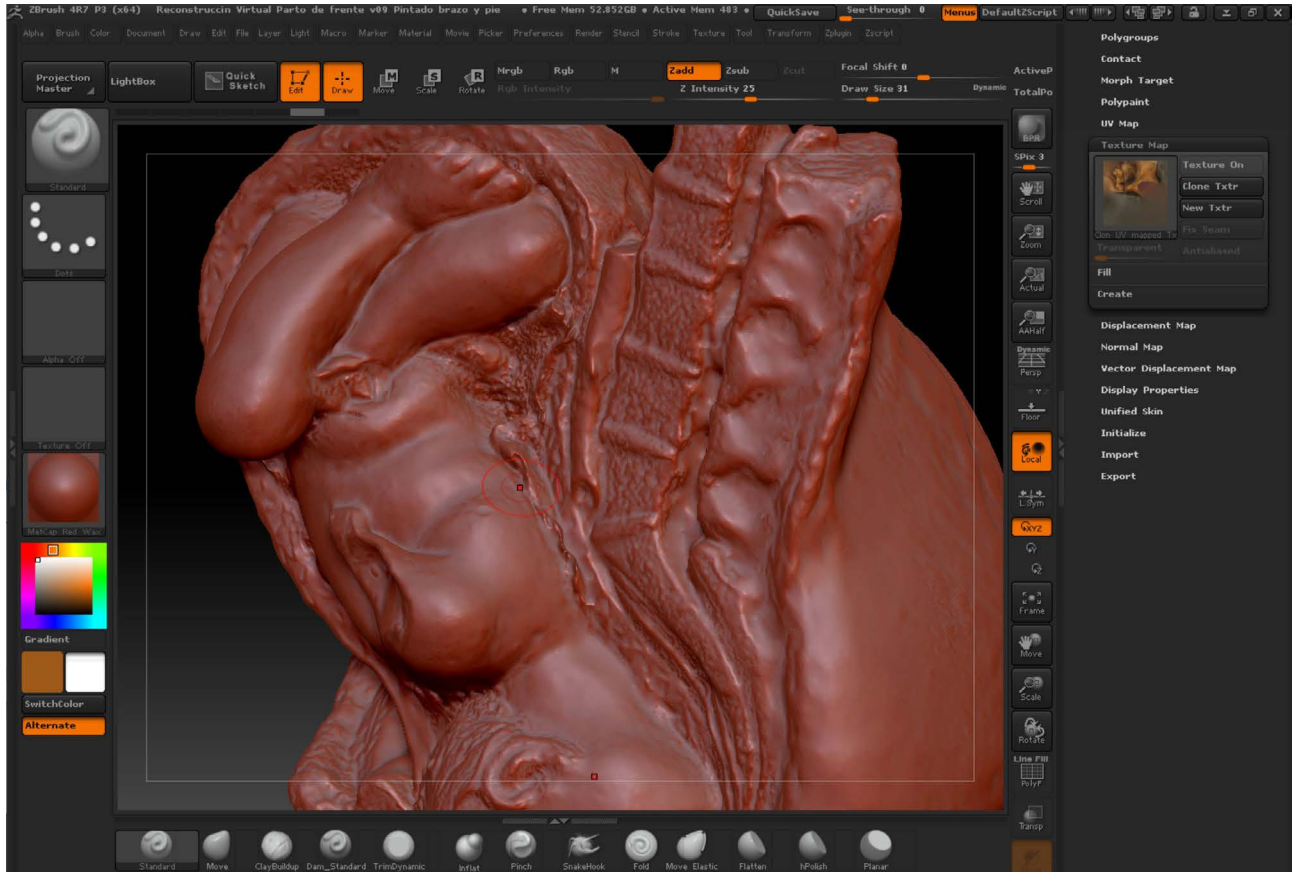 ZBrush 4R7 P3 (x64) Reconstruccin Virtual Parto de frente v09 Pintado brazo y pie • Free Mem 52.852GB • Active Mem 483 • QuickSave See-through 0 Menus DefaultZScript
Alpha Brush Color Document Draw Edit File Layer Light Macro Marker Material Movie Picker Preferences Render Stencil Stroke Texture Tool Transform Zplugin Zscript
Projection Master
LightBox
Quick Sketch
Edit
Draw
Move
Scale
Rotate
Mrgb Rgb M
Rgb Intensity
Zadd Zsub Zcut
Z Intensity 25
Focal Shift 0
Draw Size 31
Dynamic
ActiveP
TotalPo
Standard
Dots
Alpha Off
Texture Off
MatCap Red Wax
Gradient
SwitchColor
Alternate
BPR
SPix 3
Scroll
Zoom
Actual
AAHalf
Dynamic
Persp
Floor
Local
L.Sym
XYZ
Frame
Move
Scale
Rotate
Line Fill
PolyF
Transp
Polygroups
Contact
Morph Target
Polypaint
UV Map
Texture Map
Texture On
Clone Txtr
New Txtr
Clon_UV_mapped_Tx
Fix Seam
Transparent
Antialiased
Fill
Create
Displacement Map
Normal Map
Vector Displacement Map
Display Properties
Unified Skin
Initialize
Import
Export
Standard Move ClayBuildup Dam_Standard TrimDynamic Inflat Pinch SnakeHook Fold Move Elastic Flatten hPolish Planar